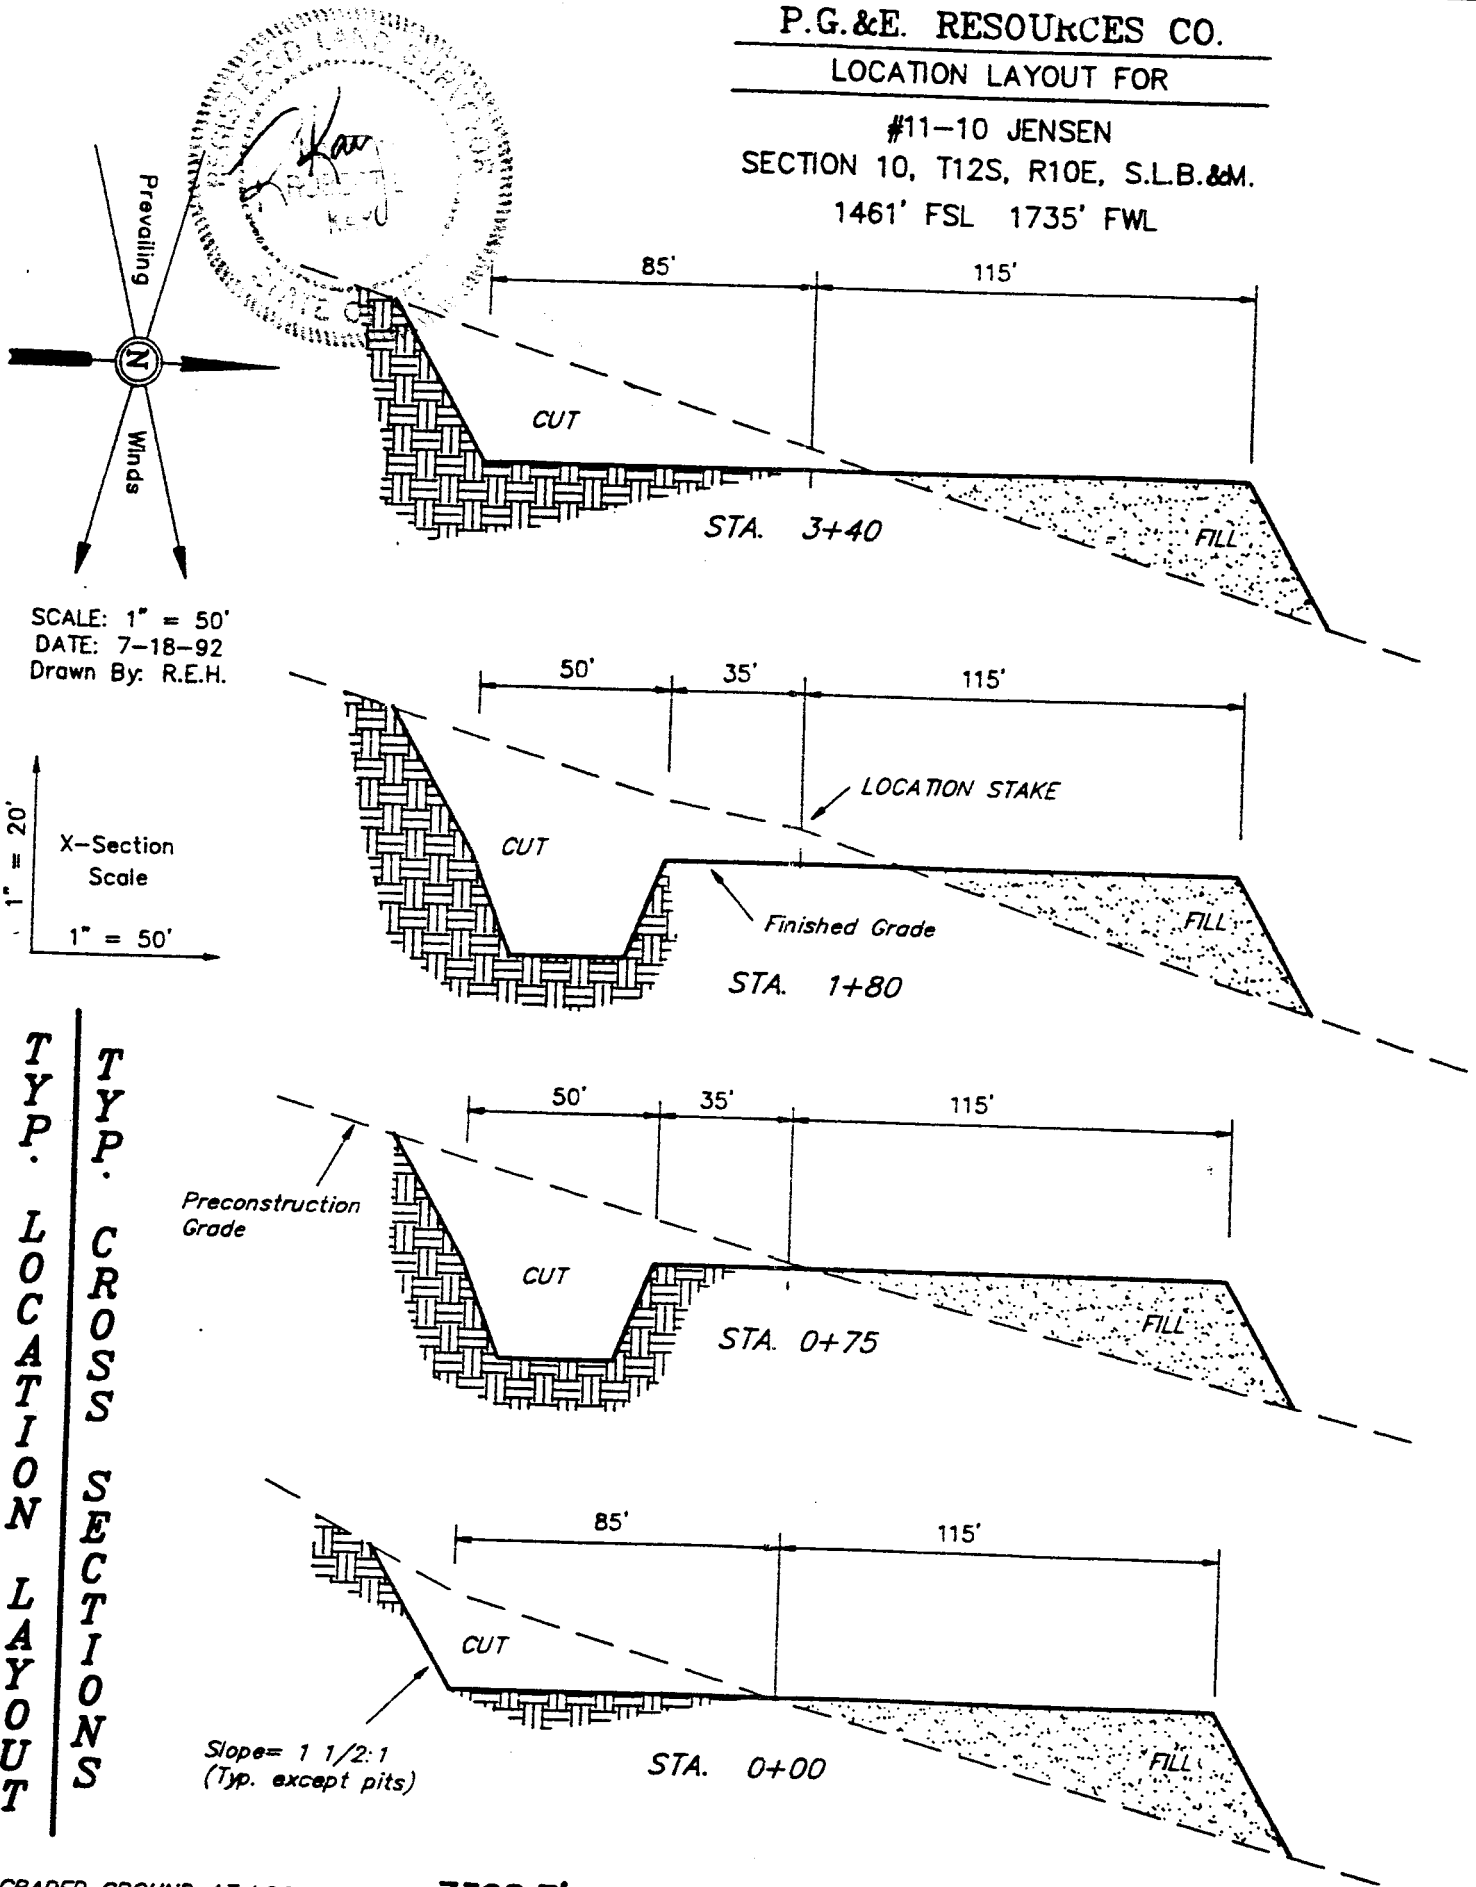 P.G.&E. RESOURCES CO.
LOCATION LAYOUT FOR
#11-10 JENSEN
SECTION 10, T12S, R10E, S.L.B.&M.
1461' FSL 1735' FWL
REGISTERED LAND SURVEYOR
Prevailing
N
Winds
SCALE: 1" = 50'
DATE: 7-18-92
Drawn By: R.E.H.
85'
115'
CUT
STA. 3+40
FILL
50'
35'
115'
LOCATION STAKE
CUT
1" = 20'
X-Section
Scale
1" = 50'
Finished Grade
FILL
STA. 1+80
50'
35'
115'
Preconstruction
Grade
CUT
STA. 0+75
FILL
TYP. LOCATION LAYOUT
TYP. CROSS SECTIONS
85'
115'
CUT
Slope= 1 1/2:1
(Typ. except pits)
STA. 0+00
FILL